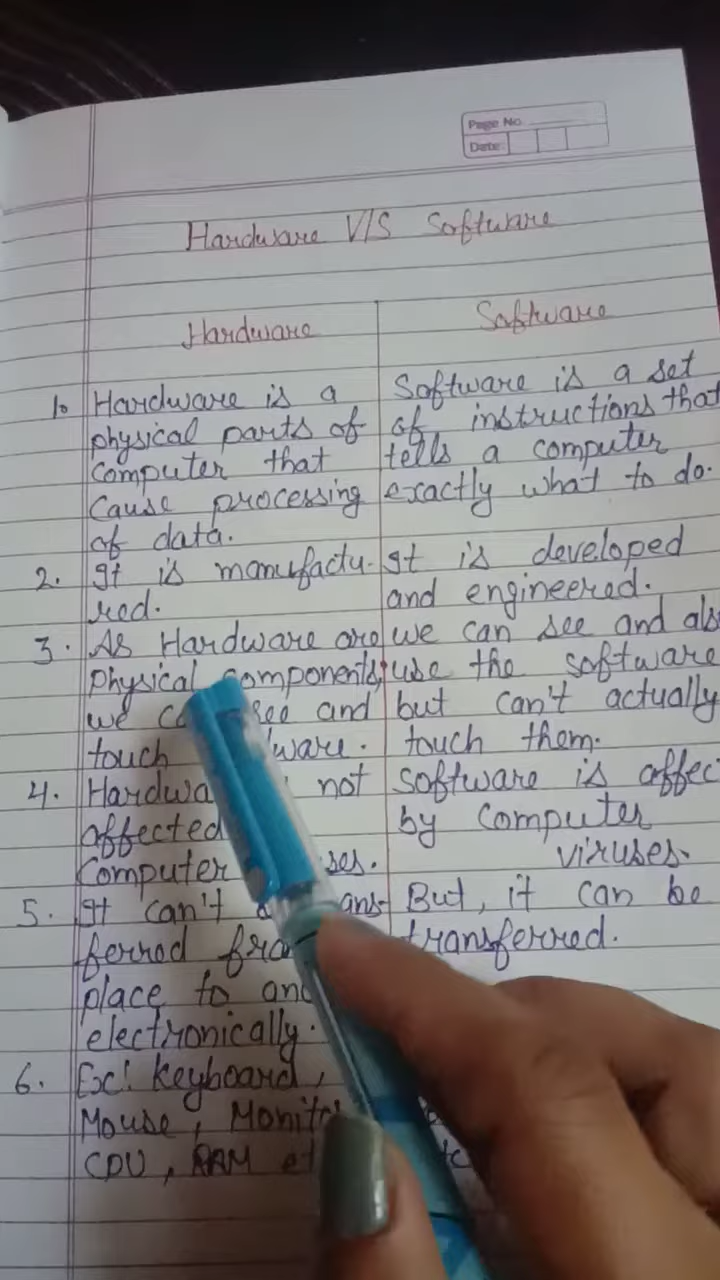 Page No.
Date:
Hardware V/S Software
Hardware
Software
1. Hardware is a
physical parts of
computer that
cause processing
of data.
Software is a set
of instructions that
tells a computer
exactly what to do.
2. It is manufactu-
red.
It is developed
and engineered.
3. As Hardware are
physical components,
we see and
touch
we can see and als
use the software
but can't actually
touch them.
4. not
affected
Computer
software is affec
by computer
viruses.
5. It can't
ferred
place to
electronically.
But, it can be
transferred.
6. Ex: Keyboard,
Mouse,
CPU, RAM